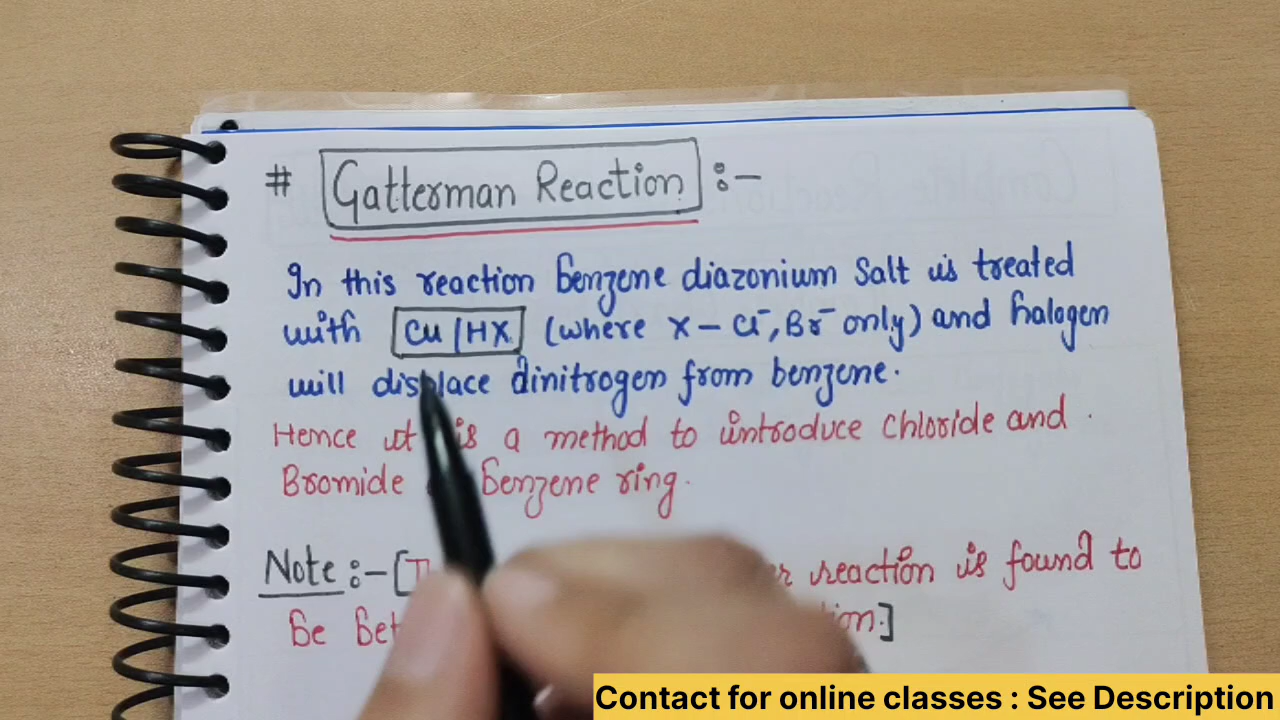 # Gatterman Reaction :-
In this reaction benzene diazonium salt is treated
with Cu/HX (where X - Cl⁻, Br⁻ only) and halogen
will displace dinitrogen from benzene.
Hence it is a method to introduce chloride and
Bromide benzene ring.
Note :- [ reaction is found to
be ]
Contact for online classes : See Description